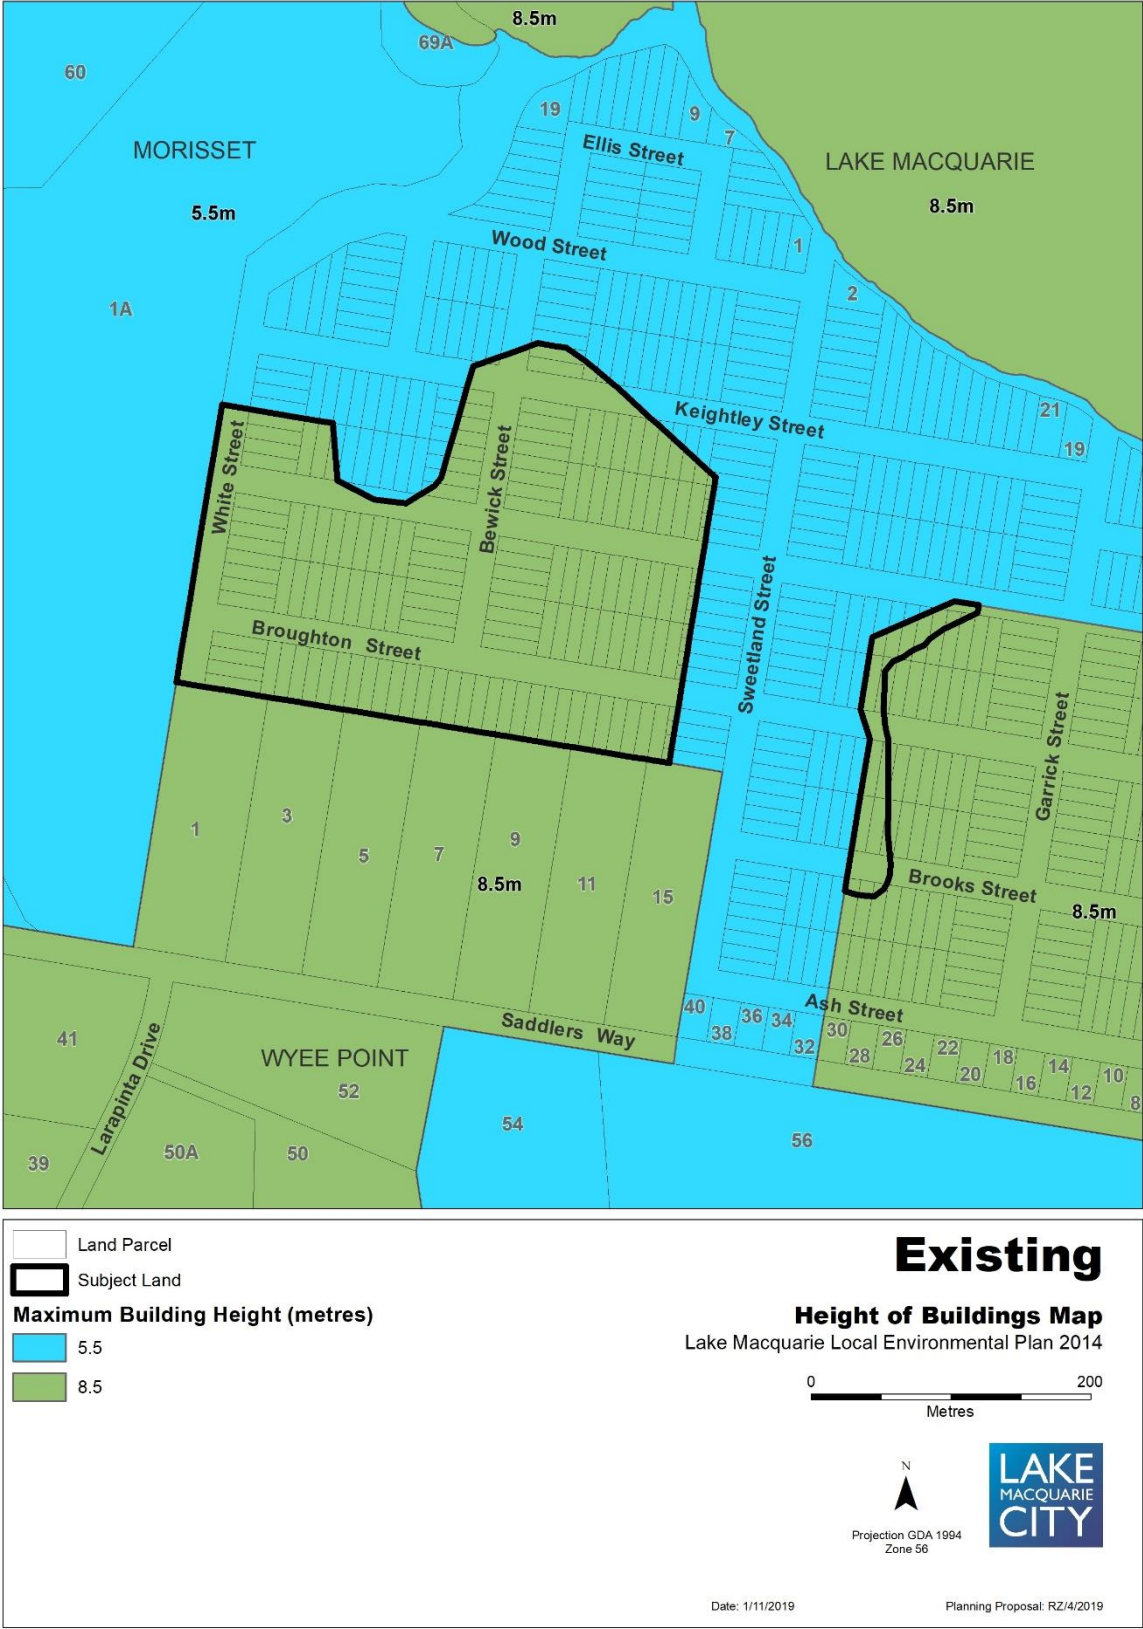 8.5m
69A
60
19
9
7
Ellis Street
MORISSET
LAKE MACQUARIE
5.5m
8.5m
Wood Street
1
2
1A
Keightley Street
21
19
White Street
Bewick Street
Sweetland Street
Broughton Street
Garrick Street
1
3
5
7
9
8.5m
11
15
Brooks Street
8.5m
Ash Street
40
38
36
34
32
30
28
26
24
22
20
18
16
14
12
10
8
Saddlers Way
41
Larapinta Drive
WYEE POINT
52
54
56
39
50A
50
Land Parcel
Subject Land
Maximum Building Height (metres)
5.5
8.5
Existing
Height of Buildings Map
Lake Macquarie Local Environmental Plan 2014
0 200
Metres
N
Projection GDA 1994
Zone 56
LAKE
MACQUARIE
CITY
Date: 1/11/2019
Planning Proposal: RZ/4/2019